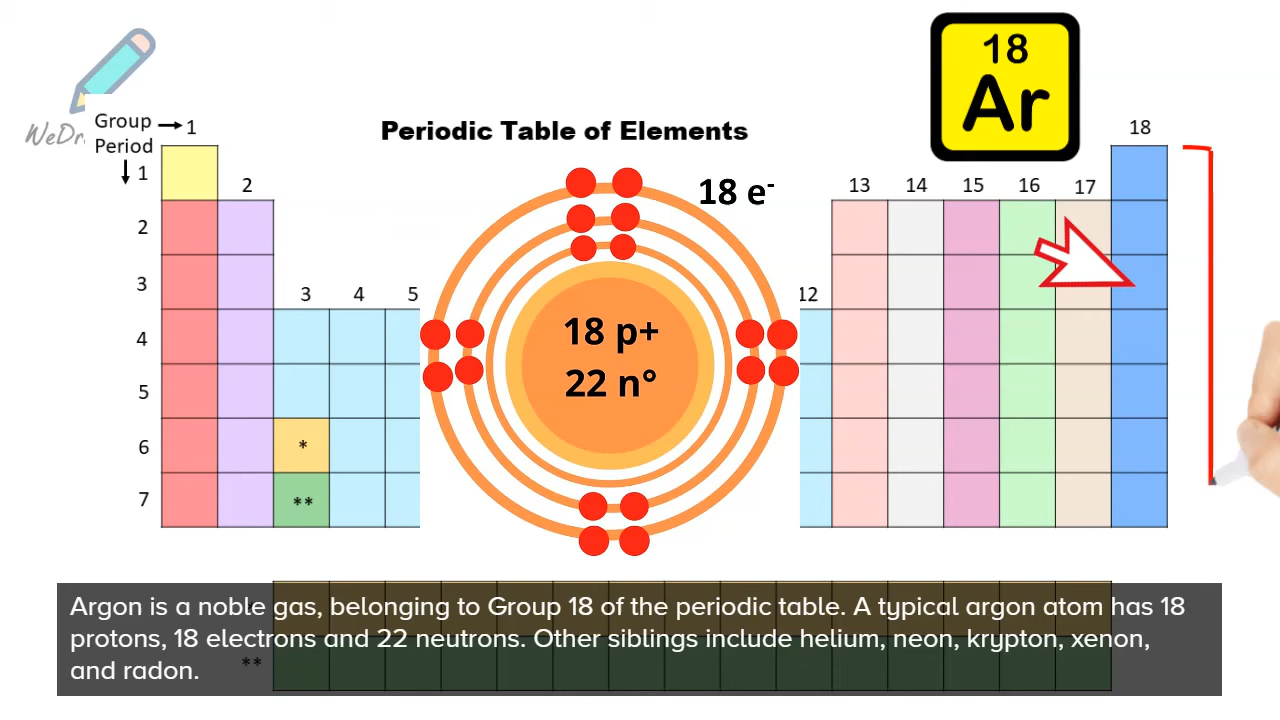 18
Ar
WeDr
Group
1
Period
Periodic Table of Elements
18
1
2
18 e-
13 14 15 16 17
2
3
3 4 5
12
18 p+
4
22 n°
5
6
*
7
**
Argon is a noble gas, belonging to Group 18 of the periodic table. A typical argon atom has 18
protons, 18 electrons and 22 neutrons. Other siblings include helium, neon, krypton, xenon,
and radon.
**